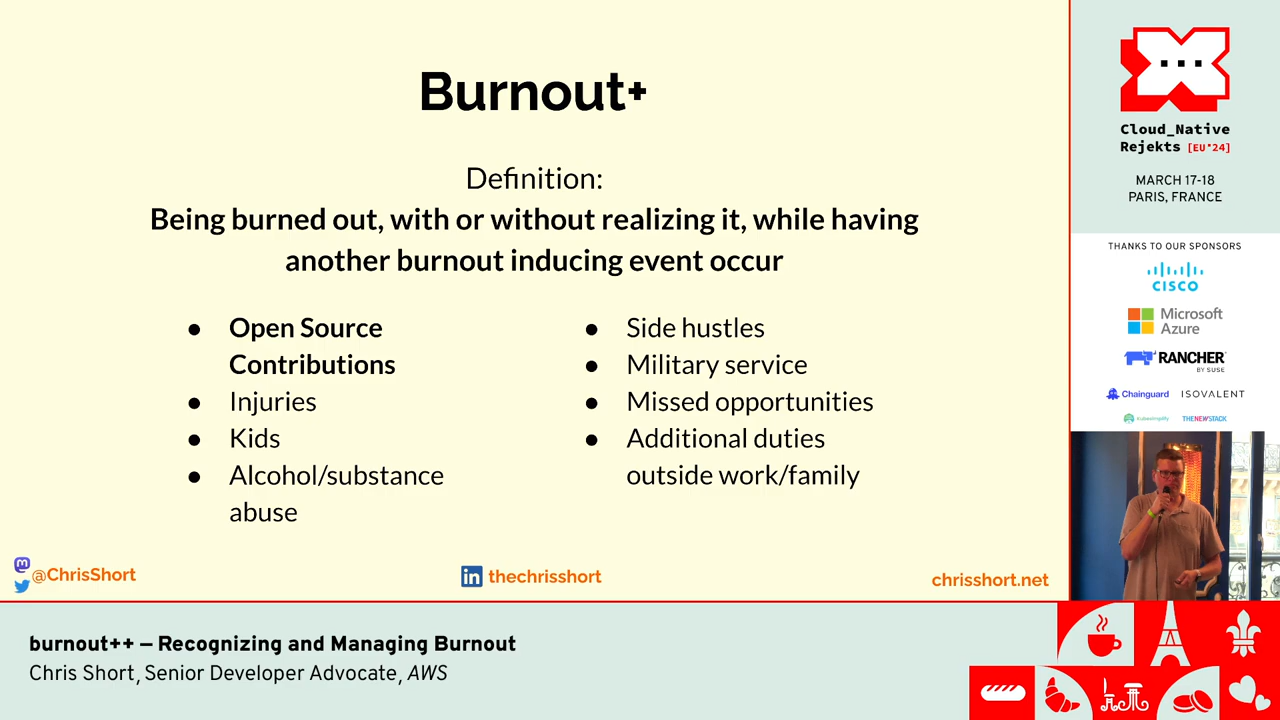 Burnout+
Definition:
Being burned out, with or without realizing it, while having
another burnout inducing event occur
● Open Source
Contributions
● Injuries
● Kids
● Alcohol/substance
abuse
● Side hustles
● Military service
● Missed opportunities
● Additional duties
outside work/family
@ChrisShort
in thechrisshort
chrisshort.net
Cloud_Native
Rejekts [EU'24]
MARCH 17-18
PARIS, FRANCE
THANKS TO OUR SPONSORS
CISCO
Microsoft
Azure
RANCHER
BY SUSE
Chainguard ISOVALENT
kubesimplify THENEWSTACK
burnout++ – Recognizing and Managing Burnout
Chris Short, Senior Developer Advocate, AWS